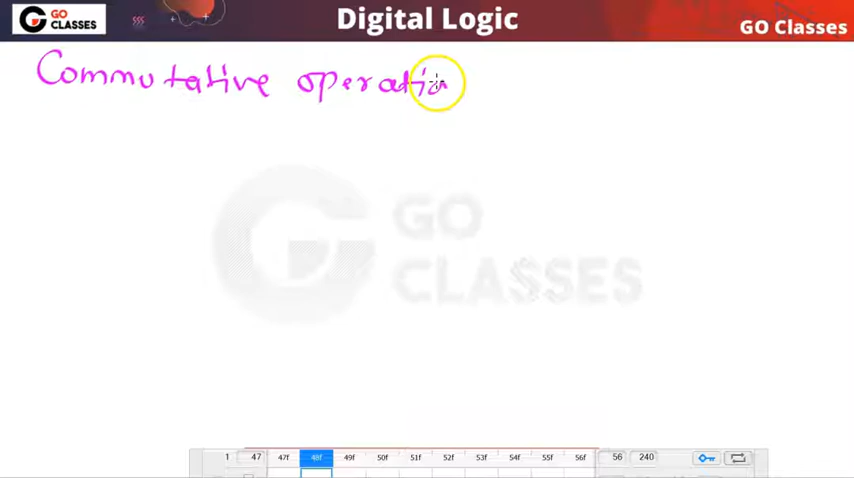 GO
CLASSES
Digital Logic
GO Classes
Commutative operatio
GO
CLASSES
1 47 47f 48f 49f 50f 51f 52f 53f 54f 55f 56f 56 240